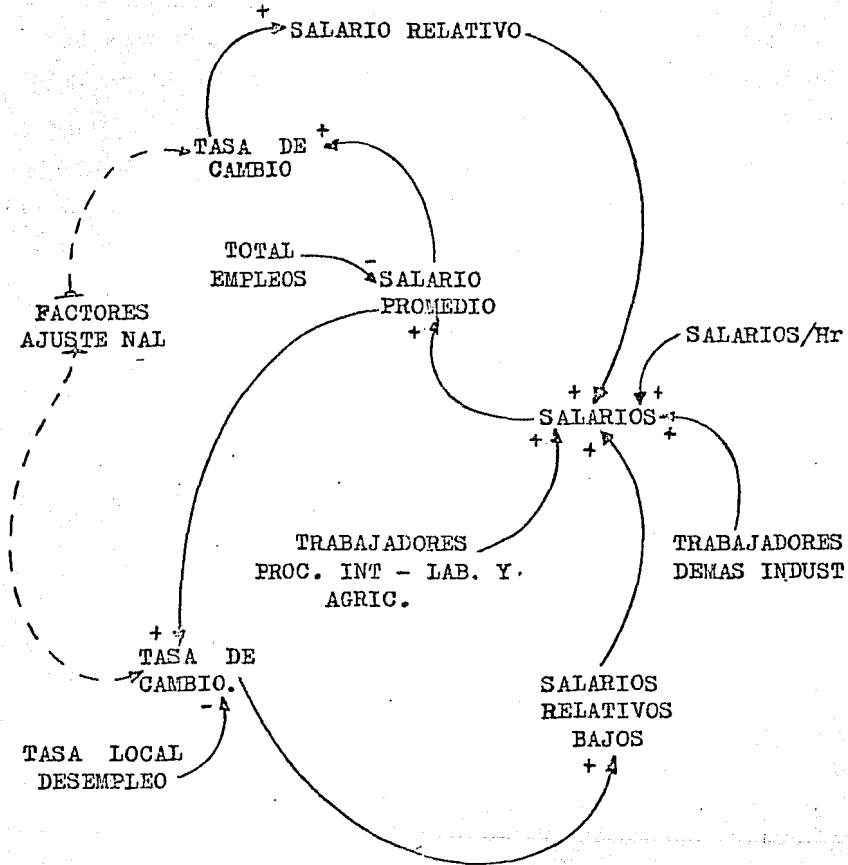 +
SALARIO RELATIVO
+
TASA DE
CAMBIO
TOTAL
EMPLEOS
-
SALARIO
PROMEDIO
+
FACTORES
AJUSTE NAL
-
SALARIOS/Hr
+ +
SALARIOS
+ + +
TRABAJADORES
PROC. INT - LAB. Y.
AGRIC.
TRABAJADORES
DEMAS INDUST
+
TASA DE
CAMBIO.
-
SALARIOS
RELATIVOS
BAJOS
+
TASA LOCAL
DESEMPLEO